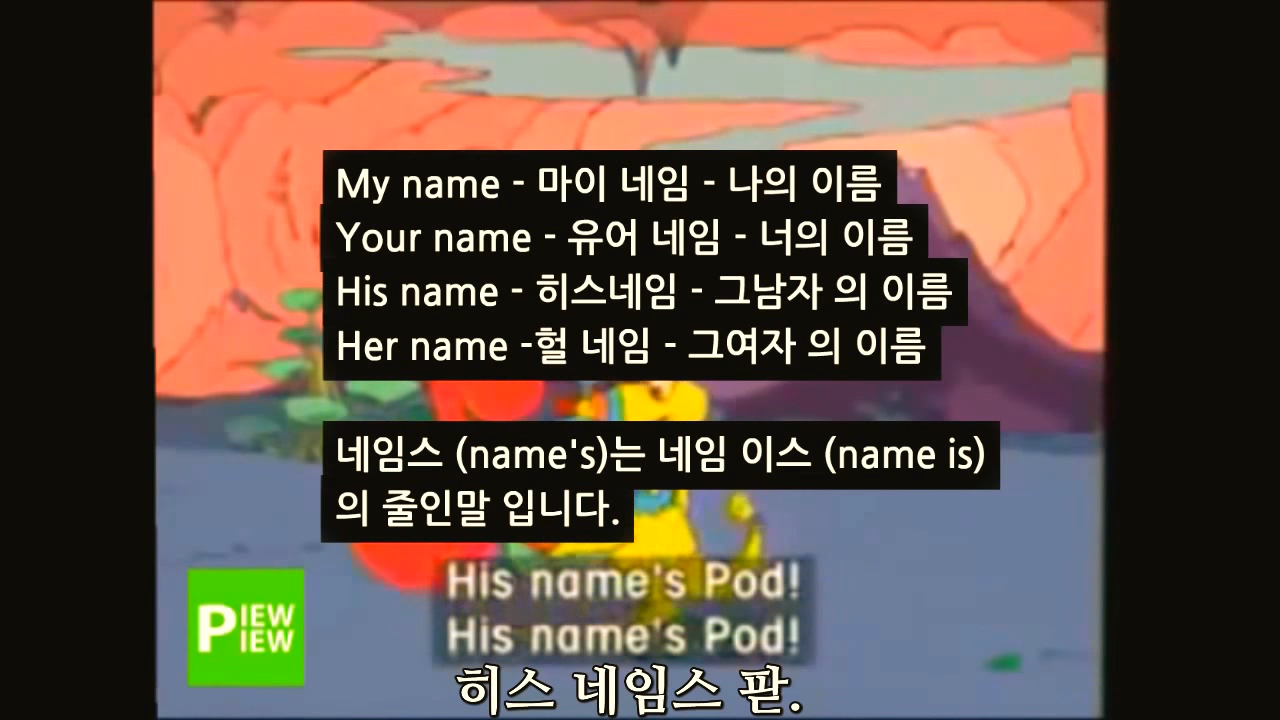 My name - 마이 네임 - 나의 이름
Your name - 유어 네임 - 너의 이름
His name - 히스네임 - 그남자 의 이름
Her name -헐 네임 - 그여자 의 이름
네임스 (name's)는 네임 이스 (name is)
의 줄인말 입니다.
His name's Pod!
His name's Pod!
PIEW
IEW
히스 네임스 팓.